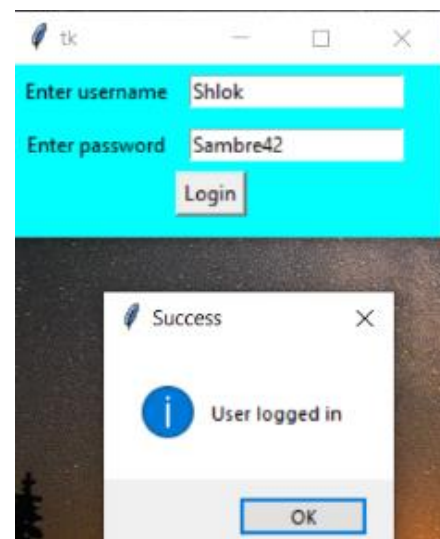 tk
Enter username Shlok
Enter password Sambre42
Login
Success
User logged in
OK